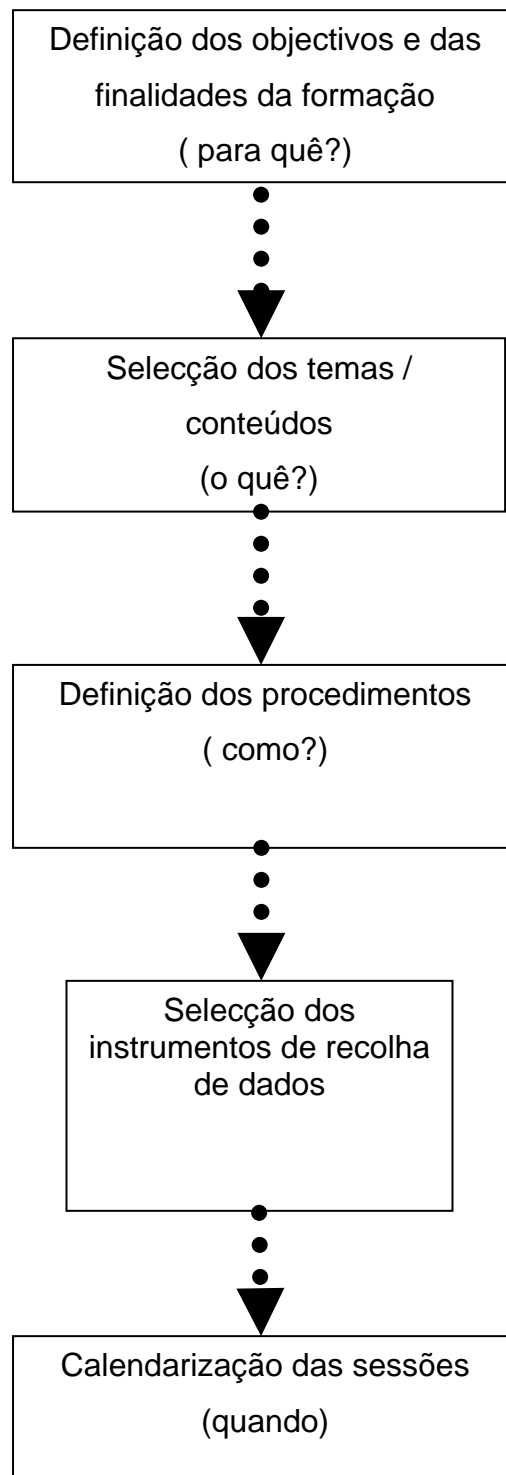 Definição dos objectivos e das
finalidades da formação
( para quê?)
Selecção dos temas /
conteúdos
(o quê?)
Definição dos procedimentos
( como?)
Selecção dos
instrumentos de recolha
de dados
Calendarização das sessões
(quando)